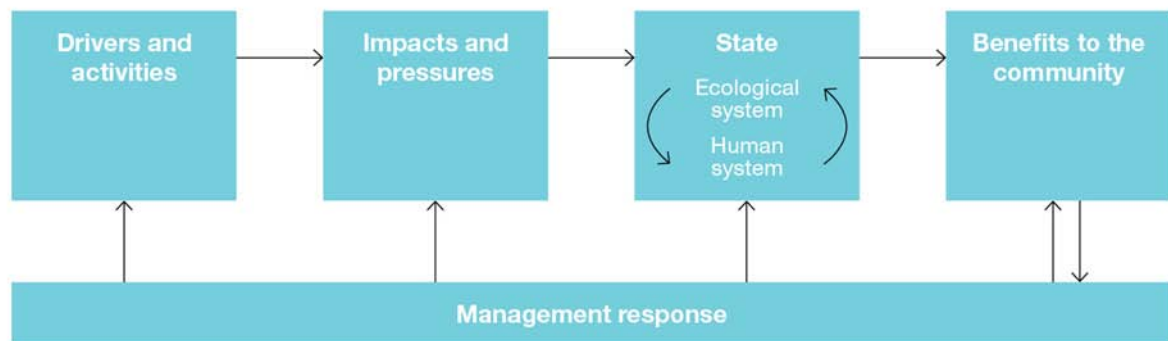 Drivers and
activities
Impacts and
pressures
State
Ecological
system
Human
system
Benefits to the
community
Management response